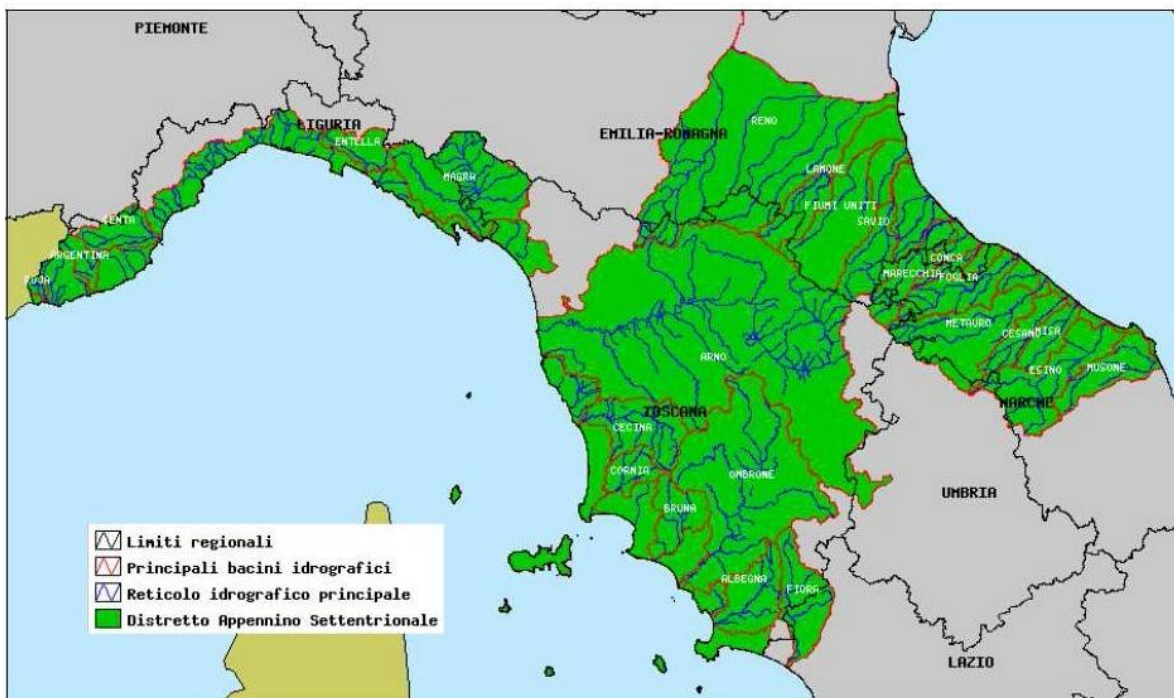 PIEMONTE
LIGURIA
ENTELLA
EMILIA-ROMAGNA
RENO
MAGRA
LAMONE
FIUMI UNITI
SAVIO
CENTA
ARGENTINA
ROJA
CONCA
MARECCHIA
FOGLIA
METAURO
CESANO
MISA
ESINO
MUSONE
MARCHE
ARNO
TOSCANA
CECINA
CORNIA
OMBRONE
BRUNA
UMBRIA
ALBEGNA
FIORA
LAZIO
Limiti regionali
Principali bacini idrografici
Reticolo idrografico principale
Distretto Appennino Settentrionale